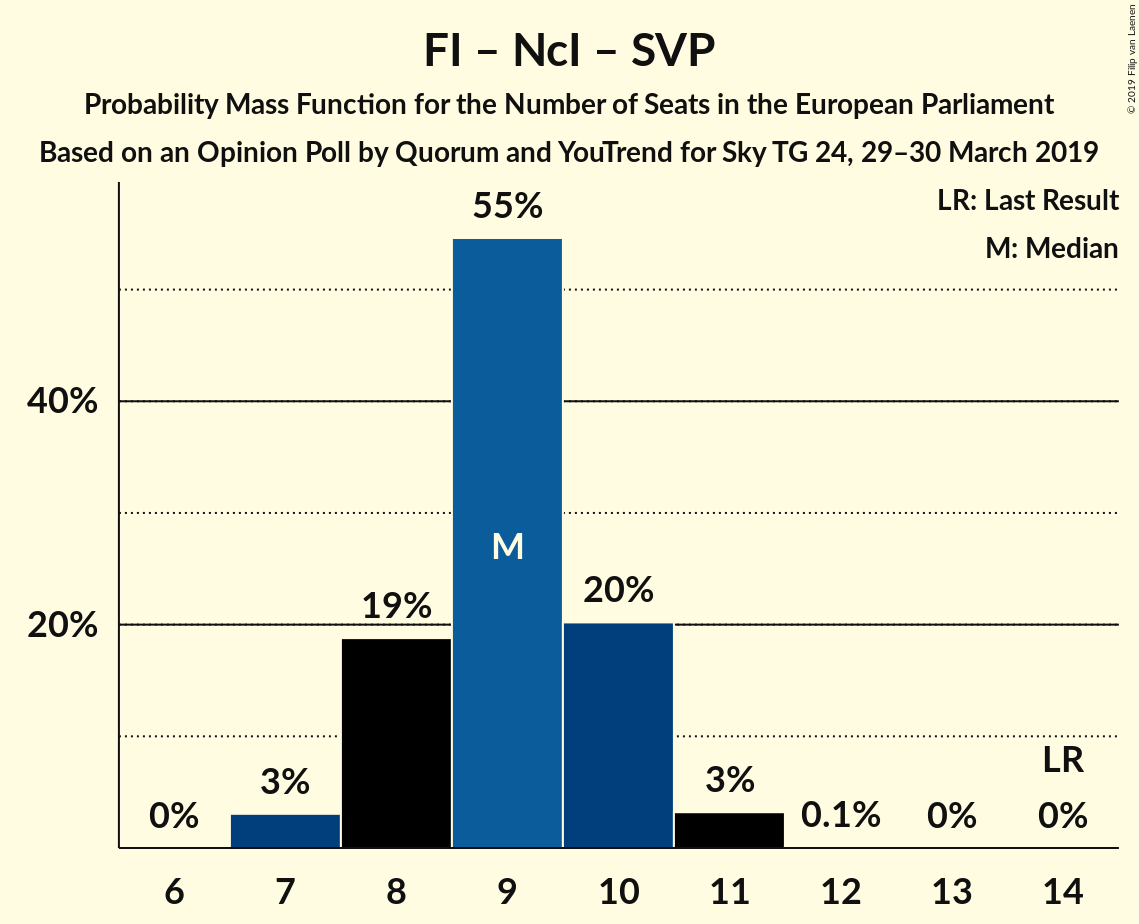 FI – NcI – SVP
Probability Mass Function for the Number of Seats in the European Parliament
Based on an Opinion Poll by Quorum and YouTrend for Sky TG 24, 29–30 March 2019
© 2019 Filip van Laenen
LR: Last Result
M: Median
55%
40%
M
20%
19%
20%
3%
3%
LR
0%
0.1%
0%
0%
6 7 8 9 10 11 12 13 14